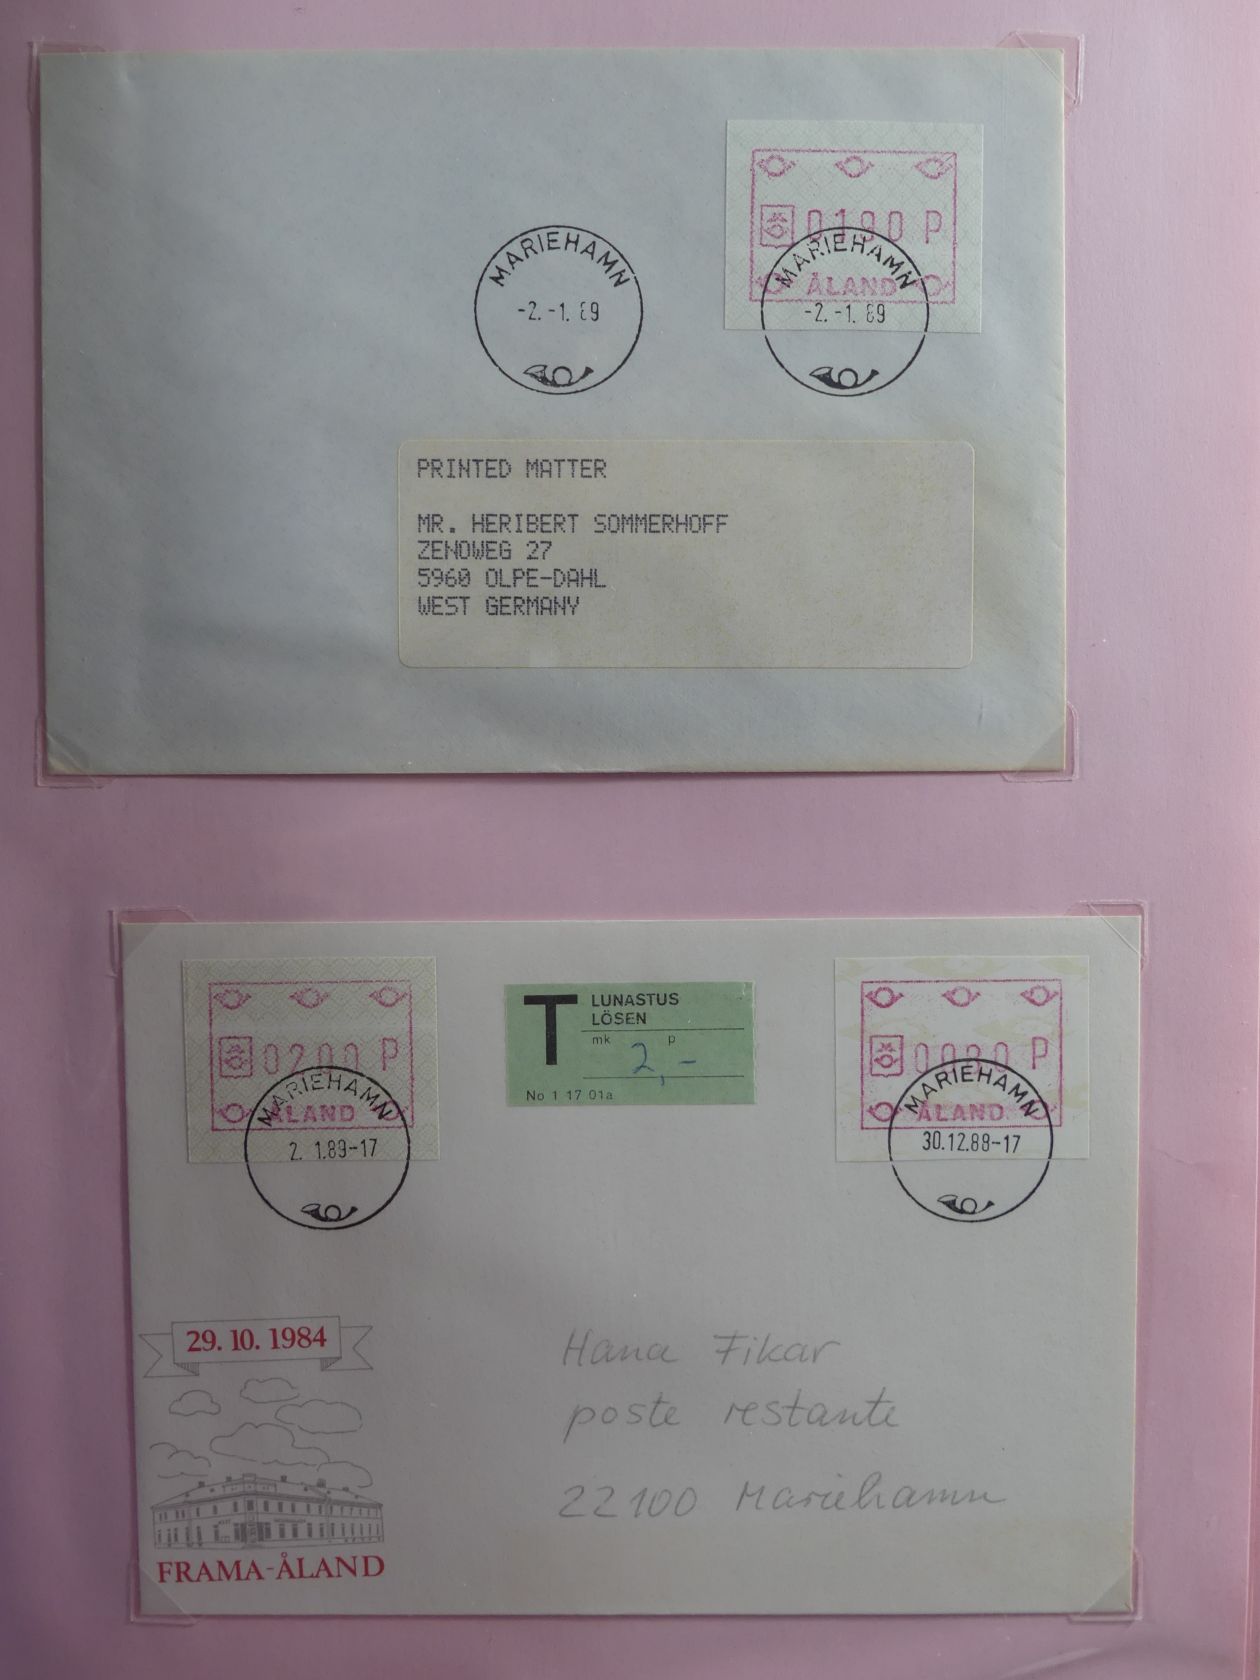 0190 P
ÅLAND
MARIEHAMN
-2. -1. 89
MARIEHAMN
-2. -1. 89
PRINTED MATTER
MR. HERIBERT SOMMERHOFF
ZENOWEG 27
5960 OLPE-DAHL
WEST GERMANY
0200 P
ÅLAND
MARIEHAMN
2. 1.89-17
T
LUNASTUS
LÖSEN
mk p
2,-
No 1 17 01a
P
ÅLAND
MARIEHAMN
30.12.88-17
29. 10. 1984
FRAMA-ÅLAND
Hana Fikar
poste restante
22100 Mariehamn